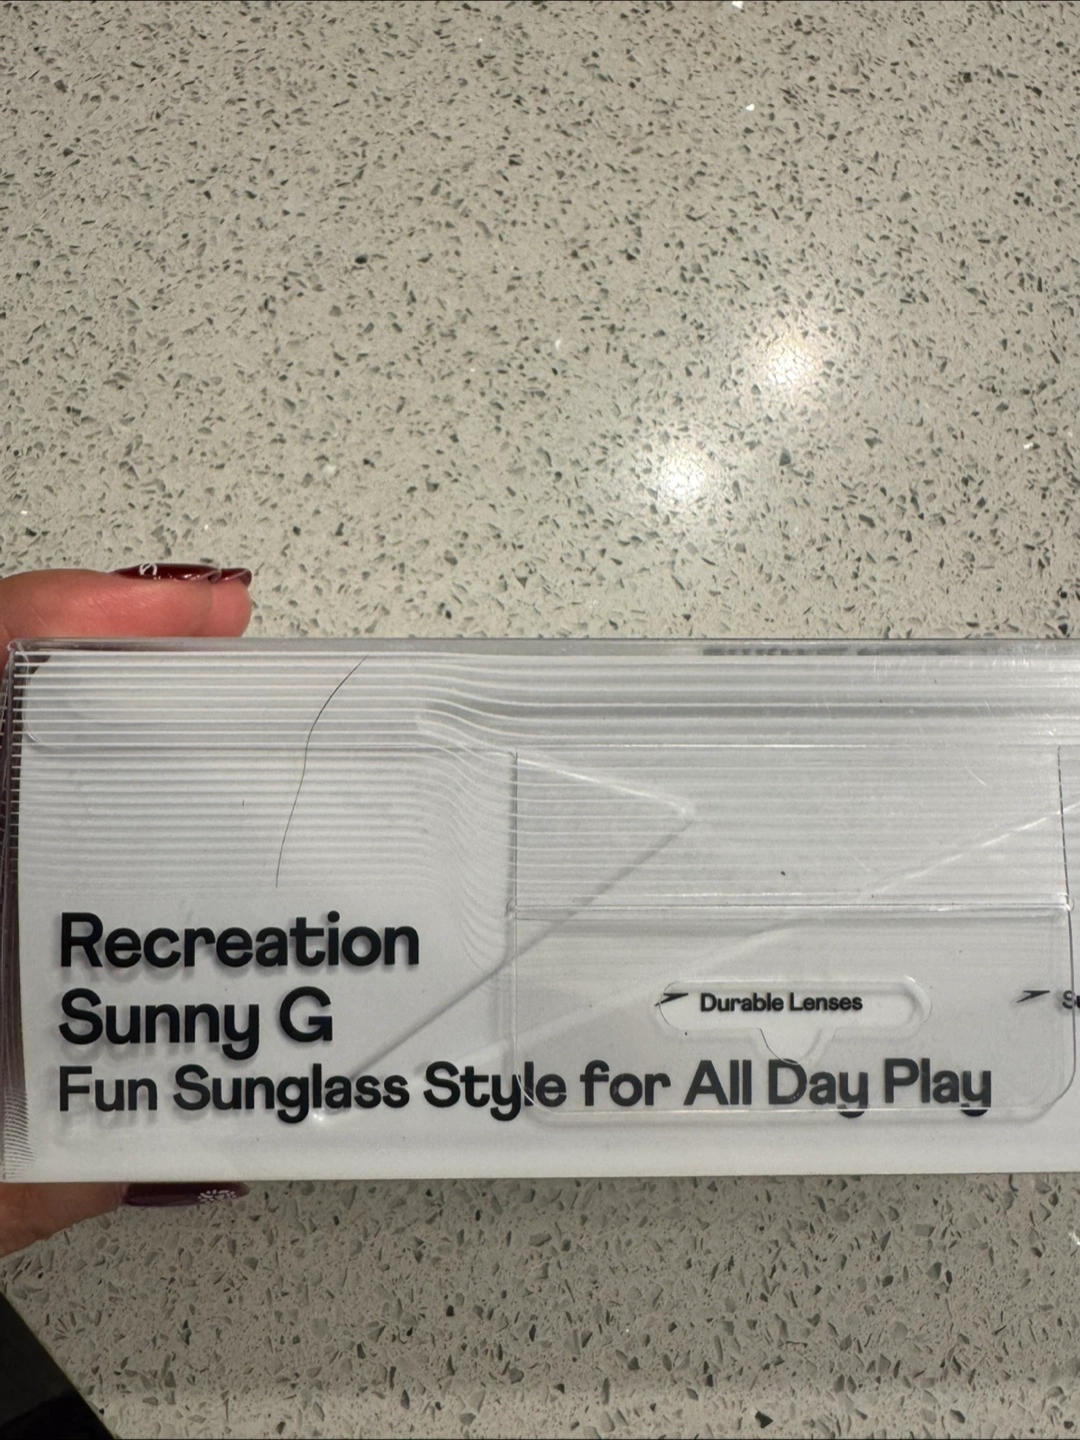 Recreation
Sunny G
Durable Lenses
Fun Sunglass Style for All Day Play